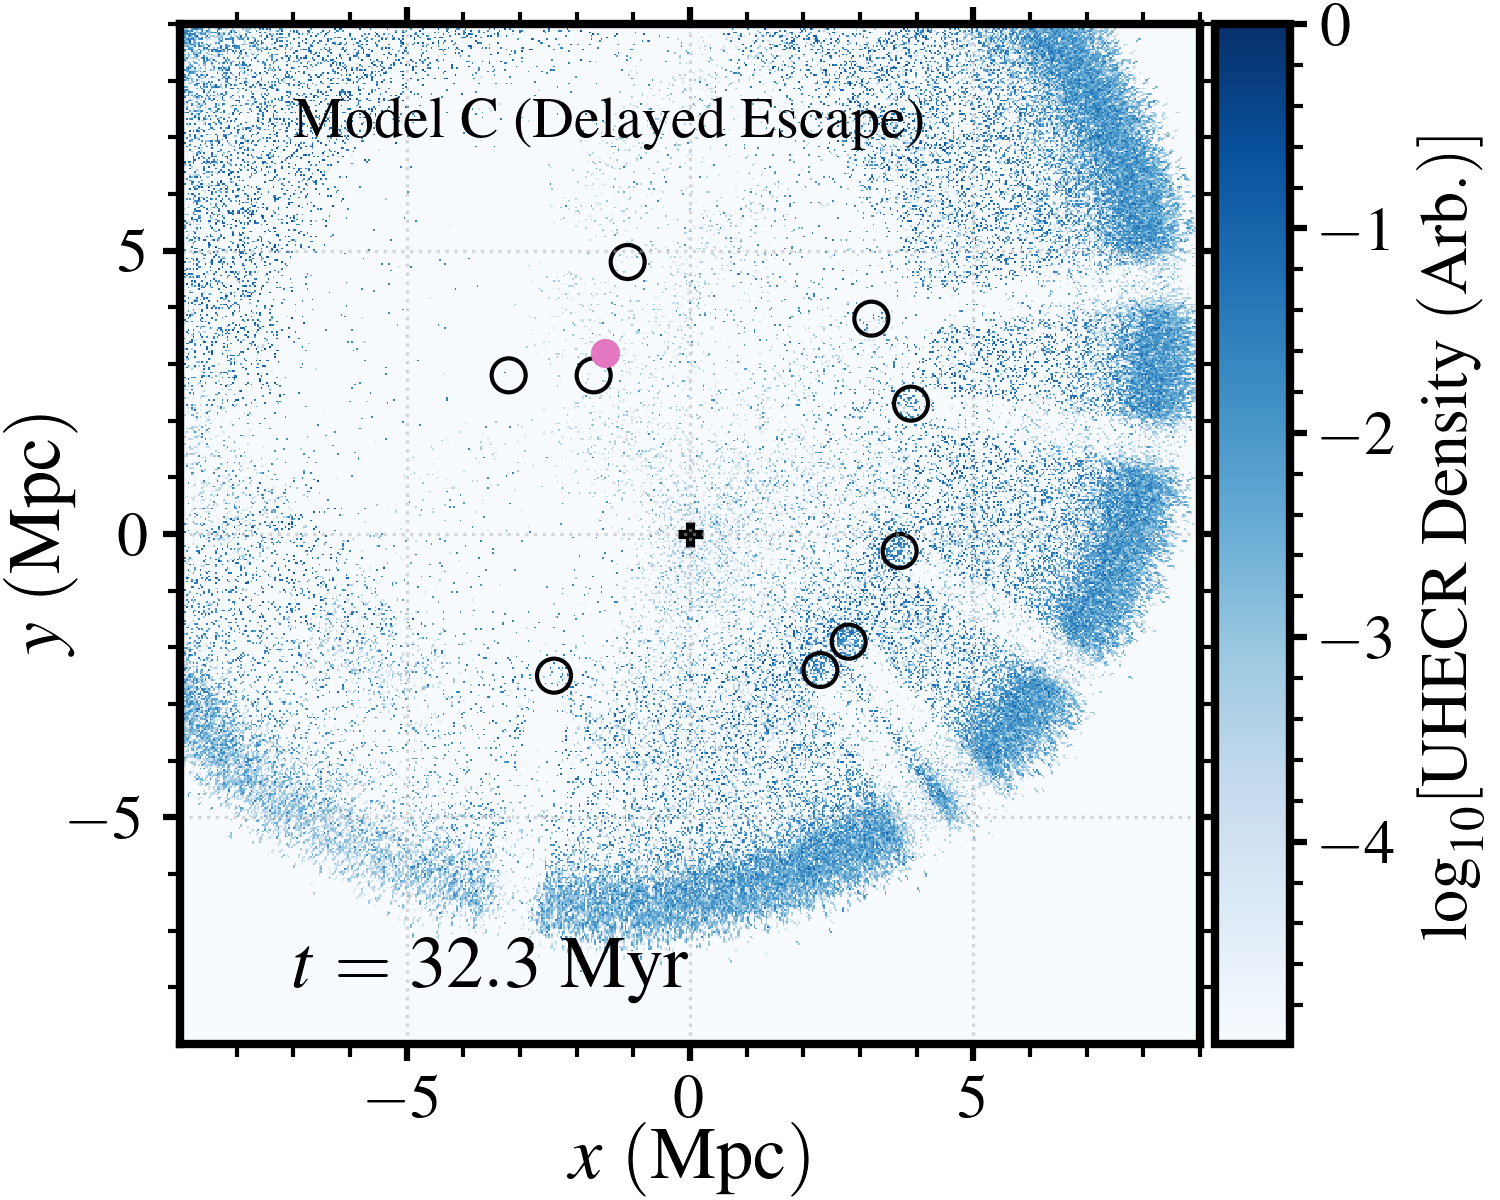 Model C (Delayed Escape)
5
0
−5
y (Mpc)
t = 32.3 Myr
−5
0
5
x (Mpc)
0
−1
−2
−3
−4
log10[UHECR Density (Arb.)]